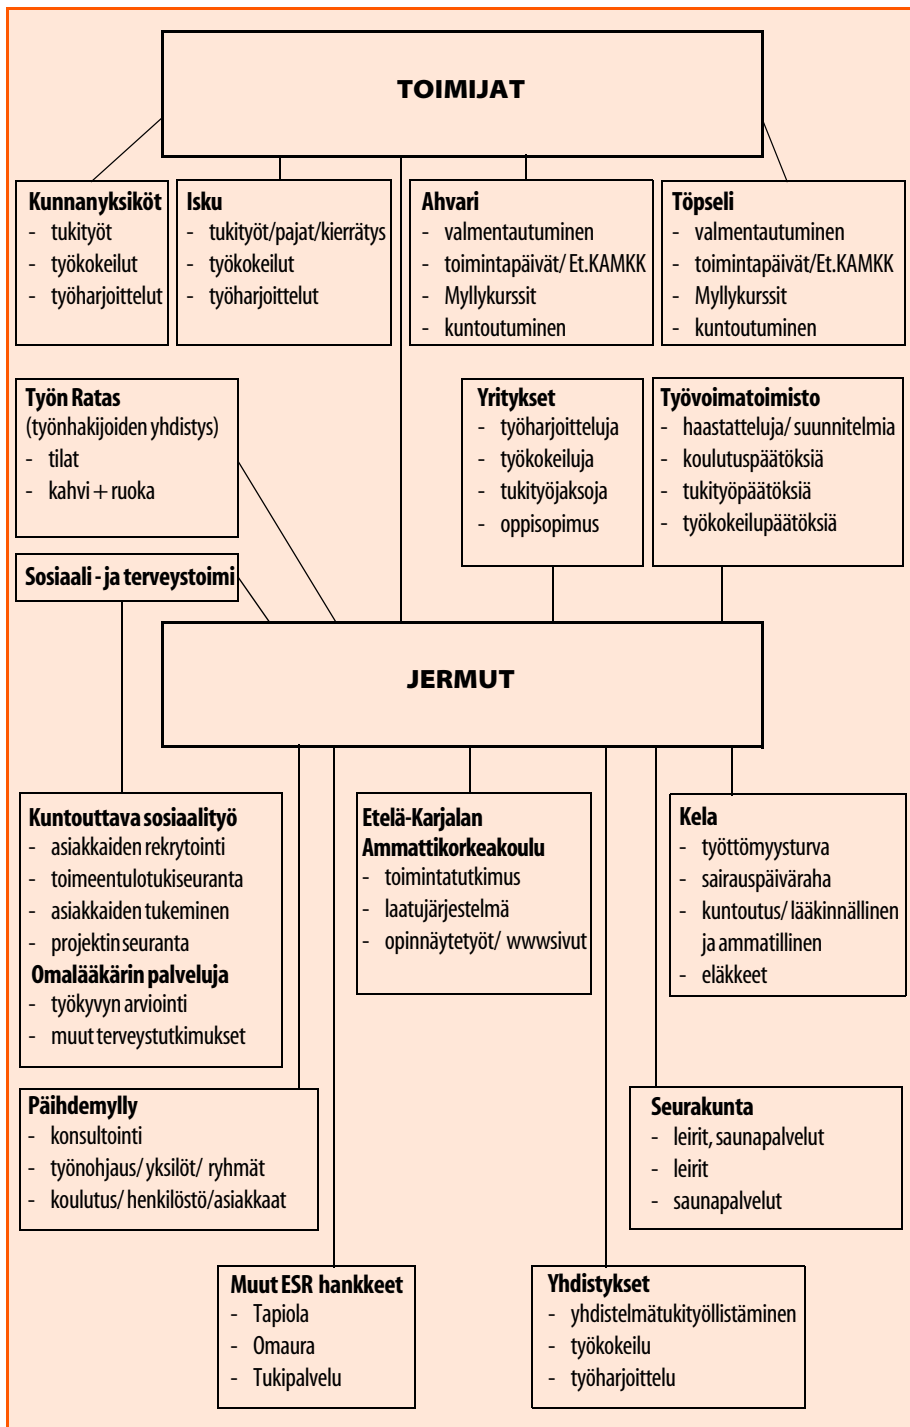 TOIMIJAT
Kunnanyksiköt
- tukityöt
- työkokeilut
- työharjoittelut
Isku
- tukityöt/pajat/kierrätys
- työkokeilut
- työharjoittelut
Ahvari
- valmentautuminen
- toimintapäivät/ Et.KAMKK
- Myllykurssit
- kuntoutuminen
Töpseli
- valmentautuminen
- toimintapäivät/Et.KAMKK
- Myllykurssit
- kuntoutuminen
Työn Ratas
(työnhakijoiden yhdistys)
- tilat
- kahvi + ruoka
Yritykset
- työharjoitteluja
- työkokeiluja
- tukityöjaksoja
- oppisopimus
Työvoimatoimisto
- haastatteluja/ suunnitelmia
- koulutuspäätöksiä
- tukityöpäätöksiä
- työkokeilupäätöksiä
Sosiaali - ja terveystoimi
JERMUT
Kuntouttava sosiaalityö
- asiakkaiden rekrytointi
- toimeentulotukiseuranta
- asiakkaiden tukeminen
- projektin seuranta
Omalääkärin palveluja
- työkyvyn arviointi
- muut terveystutkimukset
Etelä-Karjalan
Ammattikorkeakoulu
- toimintatutkimus
- laatujärjestelmä
- opinnäytetyöt/ wwwsivut
Kela
- työttömyysturva
- sairauspäiväraha
- kuntoutus/ lääkinnällinen
ja ammatillinen
- eläkkeet
Päihdemylly
- konsultointi
- työnohjaus/ yksilöt/ ryhmät
- koulutus/ henkilöstö/asiakkaat
Seurakunta
- leirit, saunapalvelut
- leirit
- saunapalvelut
Muut ESR hankkeet
- Tapiola
- Omaura
- Tukipalvelu
Yhdistykset
- yhdistelmätukityöllistäminen
- työkokeilu
- työharjoittelu